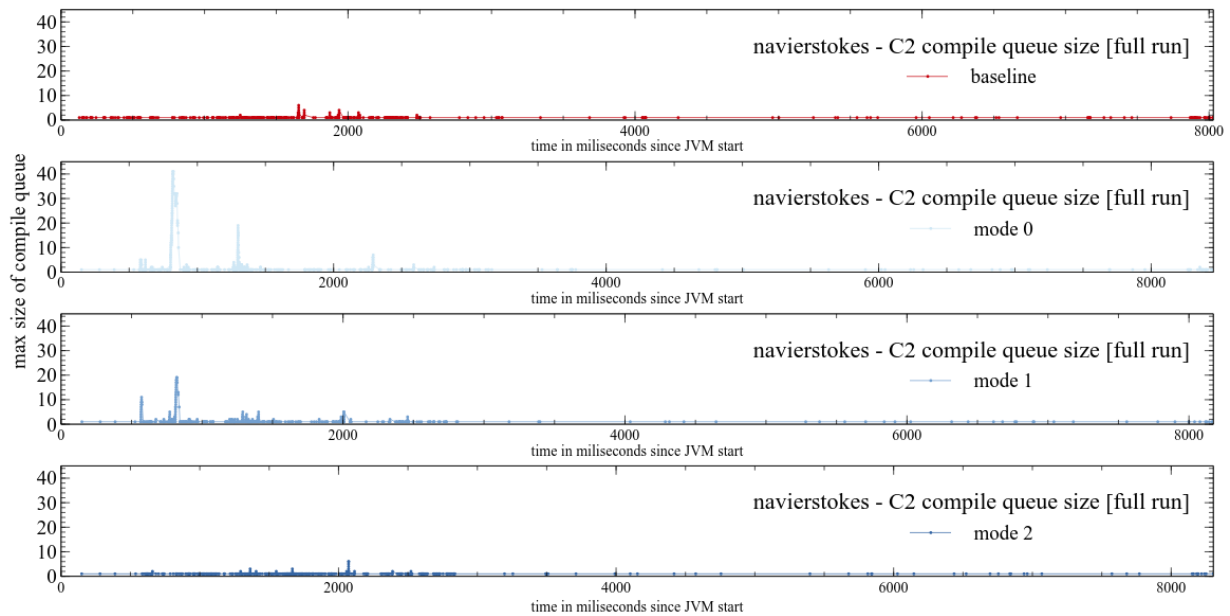 max size of compile queue
40
30
20
10
0
navierstokes - C2 compile queue size [full run]
baseline
0 2000 4000 6000 8000
time in miliseconds since JVM start
40
30
20
10
0
navierstokes - C2 compile queue size [full run]
mode 0
0 2000 4000 6000 8000
time in miliseconds since JVM start
40
30
20
10
0
navierstokes - C2 compile queue size [full run]
mode 1
0 2000 4000 6000 8000
time in miliseconds since JVM start
40
30
20
10
0
navierstokes - C2 compile queue size [full run]
mode 2
0 2000 4000 6000 8000
time in miliseconds since JVM start